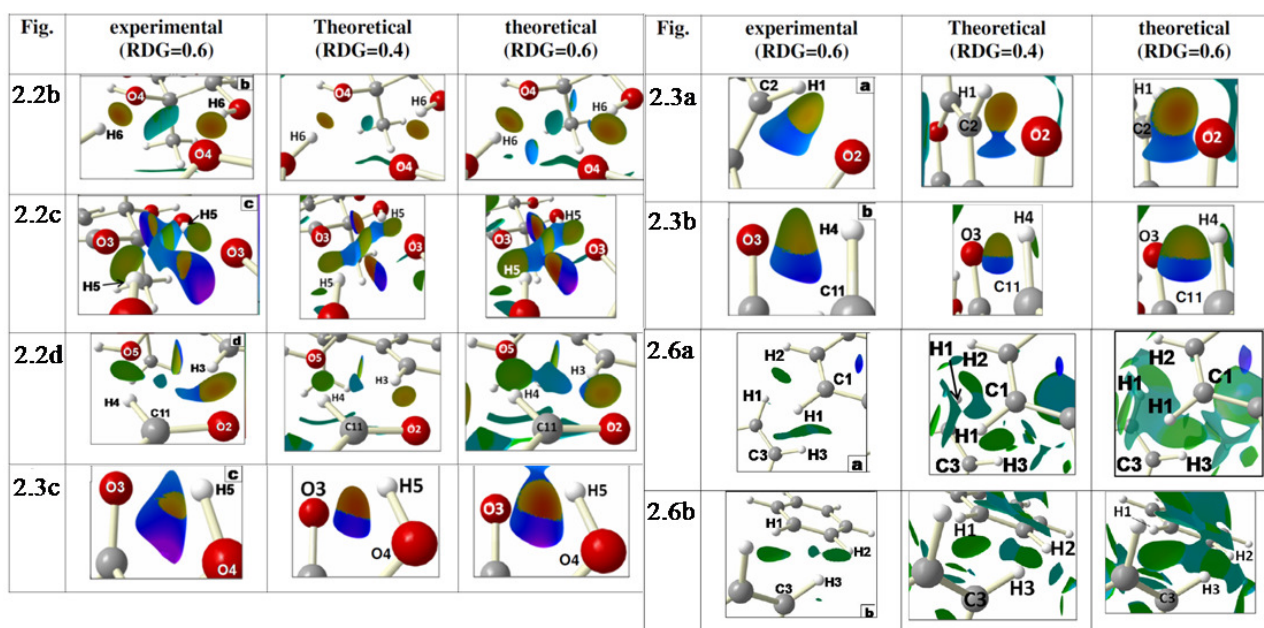 Fig. experimental (RDG=0.6) Theoretical (RDG=0.4) theoretical (RDG=0.6)
2.2b
b O4 H6 H6 O4
O4 H6 H6 O4
O4 H6 H6 O4
2.2c
c H5 O3 O3 H5
H5 O3 O3 H5
H5 O3 O3 H5
2.2d
d O5 H3 H4 C11 O2
O5 H3 H4 C11 O2
O5 H3 H4 C11 O2
2.3c
c O3 H5 O4
O3 H5 O4
O3 H5 O4
Fig. experimental (RDG=0.6) Theoretical (RDG=0.4) theoretical (RDG=0.6)
2.3a
a C2 H1 O2
H1 C2 O2
H1 C2 O2
2.3b
b O3 H4 C11
O3 H4 C11
O3 H4 C11
2.6a
H2 C1 H1 H1 C3 H3 a
H1 H2 C1 H1 C3 H3
H2 C1 H1 H1 C3 H3
2.6b
H1 H2 C3 H3 b
H1 H2 C3 H3
H1 H2 C3 H3